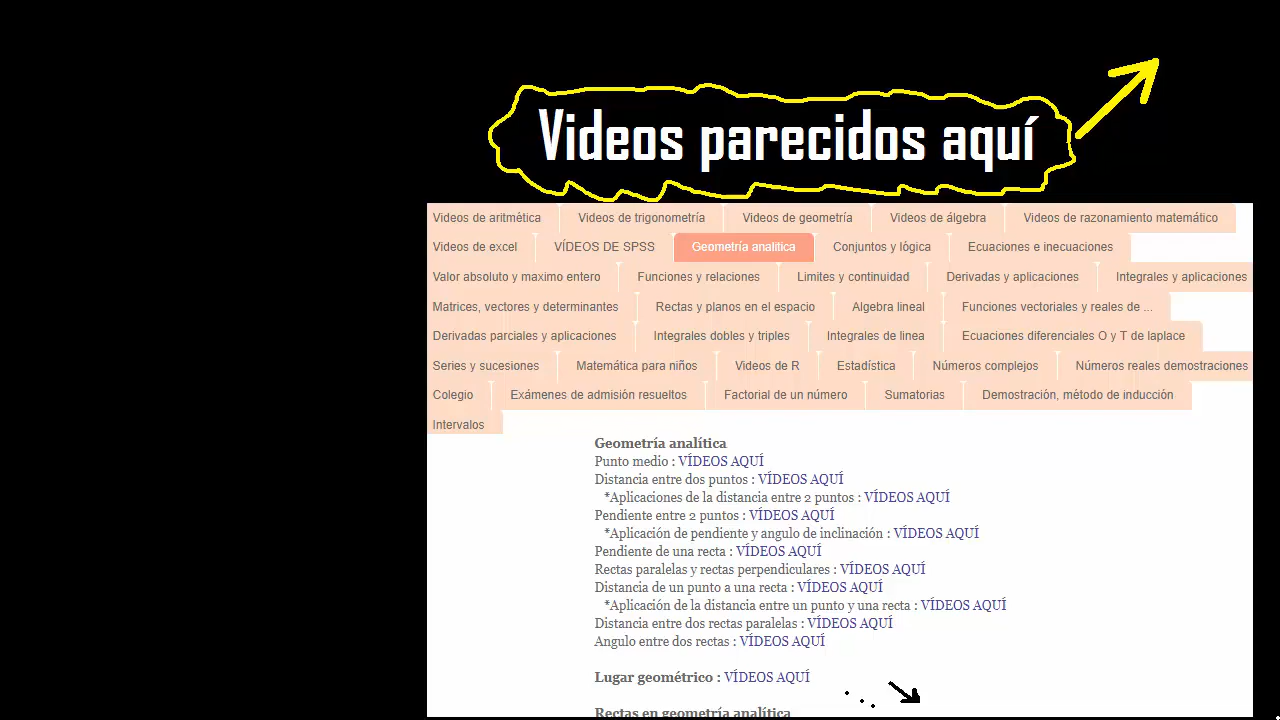 Videos parecidos aquí
Videos de aritmètica Videos de trigonometría Videos de geometría Videos de álgebra Videos de razonamiento matemático
Videos de excel VÍDEOS DE SPSS Geometría analítica Conjuntos y lógica Ecuaciones e inecuaciones
Valor absoluto y maximo entero Funciones y relaciones Limites y continuidad Derivadas y aplicaciones Integrales y aplicaciones
Matrices, vectores y determinantes Rectas y planos en el espacio Algebra lineal Funciones vectoriales y reales de ...
Derivadas parciales y aplicaciones Integrales dobles y triples Integrales de linea Ecuaciones diferenciales O y T de laplace
Series y sucesiones Matemática para niños Videos de R Estadística Números complejos Números reales demostraciones
Colegio Exámenes de admisión resueltos Factorial de un número Sumatorias Demostración, método de inducción
Intervalos
Geometría analítica
Punto medio : VÍDEOS AQUÍ
Distancia entre dos puntos : VÍDEOS AQUÍ
*Aplicaciones de la distancia entre 2 puntos : VÍDEOS AQUÍ
Pendiente entre 2 puntos : VÍDEOS AQUÍ
*Aplicación de pendiente y angulo de inclinación : VÍDEOS AQUÍ
Pendiente de una recta : VÍDEOS AQUÍ
Rectas paralelas y rectas perpendiculares : VÍDEOS AQUÍ
Distancia de un punto a una recta : VÍDEOS AQUÍ
*Aplicación de la distancia entre un punto y una recta : VÍDEOS AQUÍ
Distancia entre dos rectas paralelas : VÍDEOS AQUÍ
Angulo entre dos rectas : VÍDEOS AQUÍ
Lugar geométrico : VÍDEOS AQUÍ
Rectas en geometría analítica